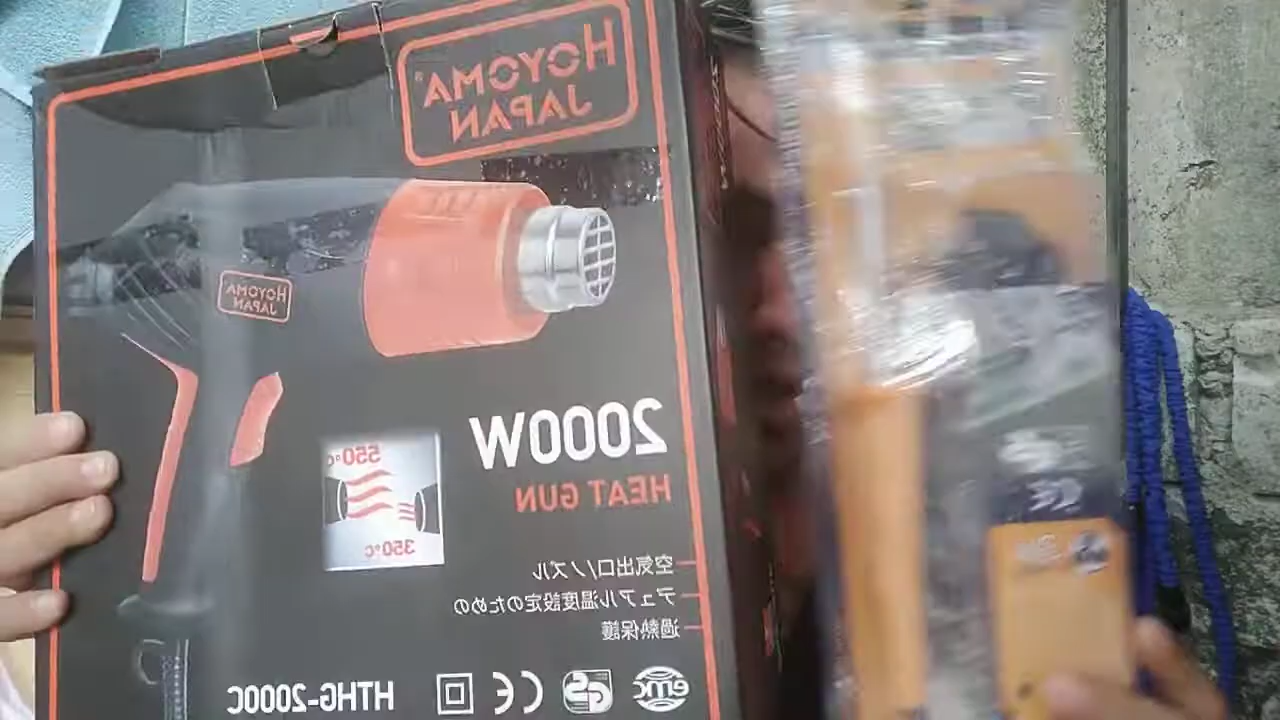 HOYOMA®
JAPAN
HOYOMA
JAPAN
2000W
HEAT GUN
550°C
350°C
空気出口/ノズル
デュアル温度設定のための
過熱保護
HTHG-2000C
CE
GS
emc
CE